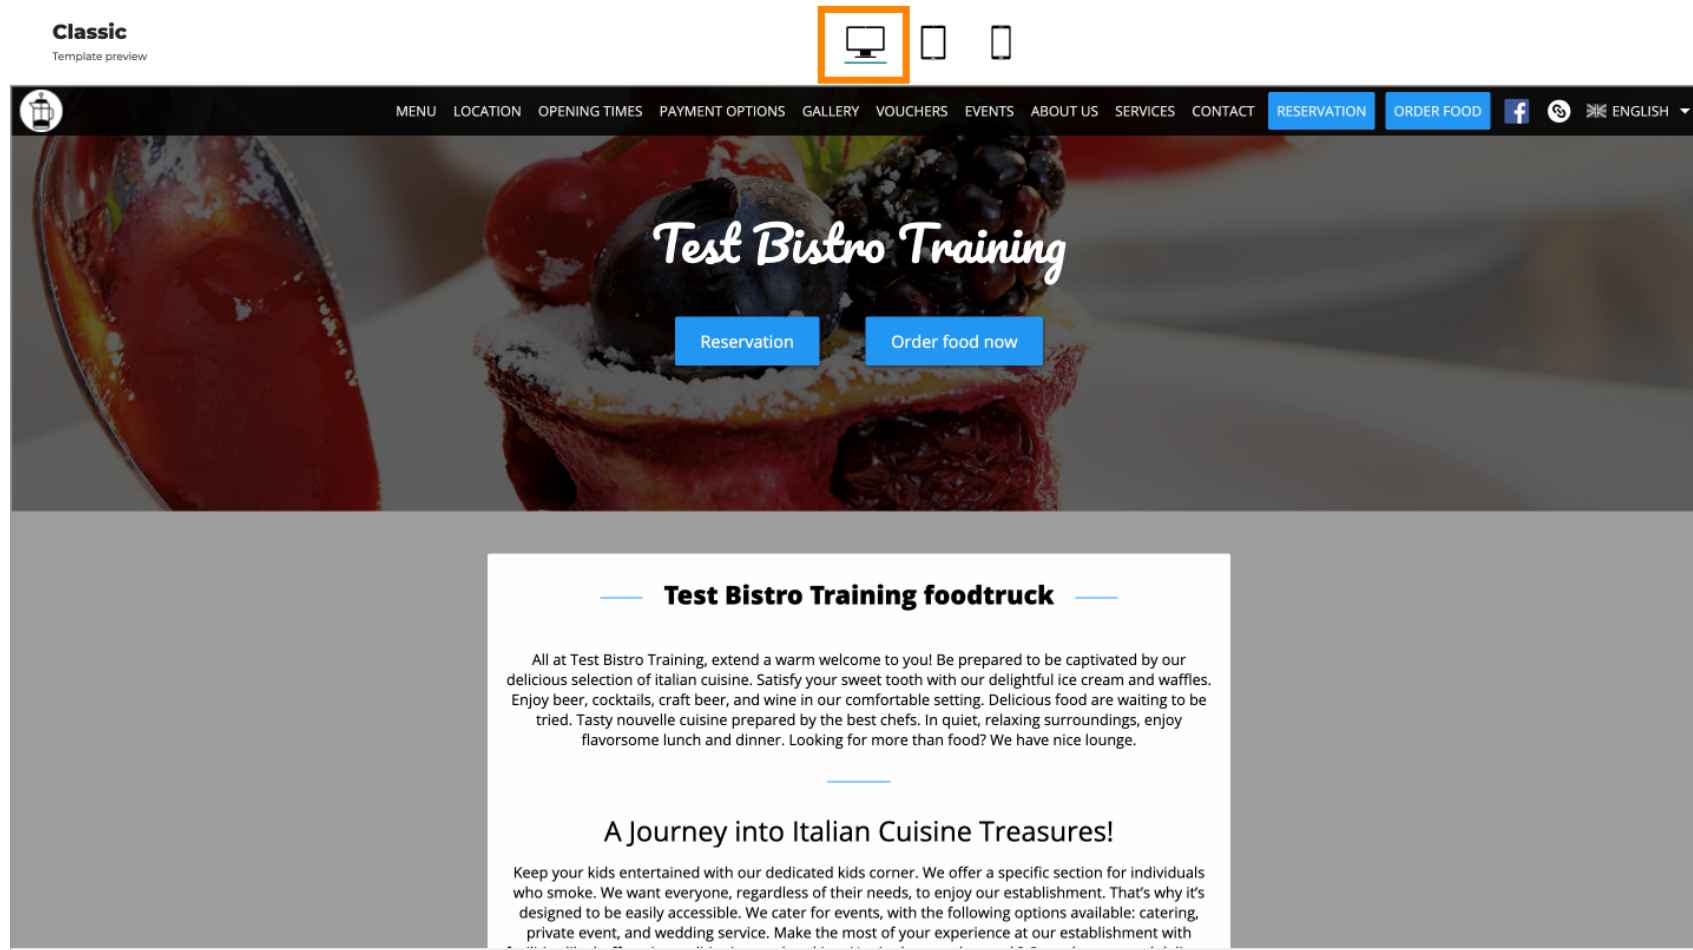 Classic
Template preview
MENU LOCATION OPENING TIMES PAYMENT OPTIONS GALLERY VOUCHERS EVENTS ABOUT US SERVICES CONTACT RESERVATION ORDER FOOD ENGLISH
Test Bistro Training
Reservation Order food now
Test Bistro Training foodtruck
All at Test Bistro Training, extend a warm welcome to you! Be prepared to be captivated by our
delicious selection of italian cuisine. Satisfy your sweet tooth with our delightful ice cream and waffles.
Enjoy beer, cocktails, craft beer, and wine in our comfortable setting. Delicious food are waiting to be
tried. Tasty nouvelle cuisine prepared by the best chefs. In quiet, relaxing surroundings, enjoy
flavorsome lunch and dinner. Looking for more than food? We have nice lounge.
A Journey into Italian Cuisine Treasures!
Keep your kids entertained with our dedicated kids corner. We offer a specific section for individuals
who smoke. We want everyone, regardless of their needs, to enjoy our establishment. That's why it's
designed to be easily accessible. We cater for events, with the following options available: catering,
private event, and wedding service. Make the most of your experience at our establishment with